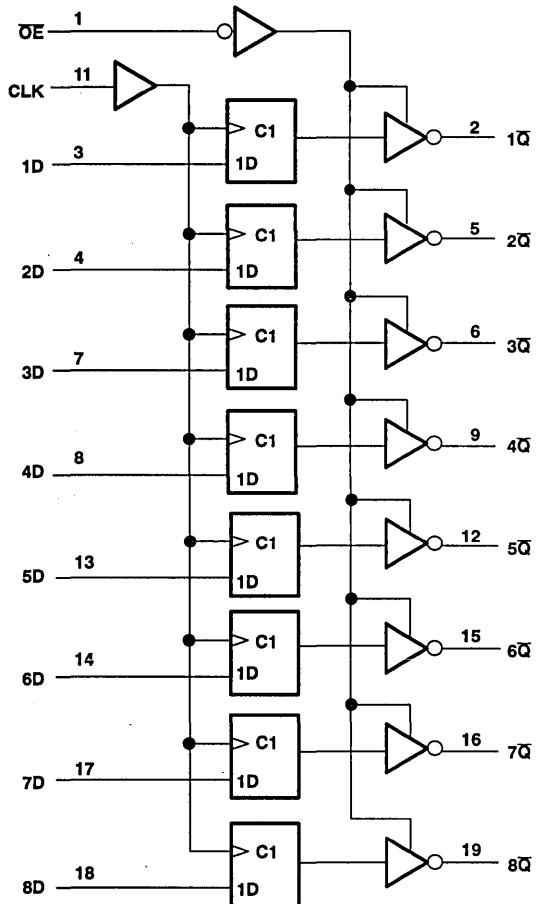 O̅E̅ 1
CLK 11
C1
1D 3 1D 2 1Q̅
C1
2D 4 1D 5 2Q̅
C1
3D 7 1D 6 3Q̅
C1
4D 8 1D 9 4Q̅
C1
5D 13 1D 12 5Q̅
C1
6D 14 1D 15 6Q̅
C1
7D 17 1D 16 7Q̅
C1
8D 18 1D 19 8Q̅